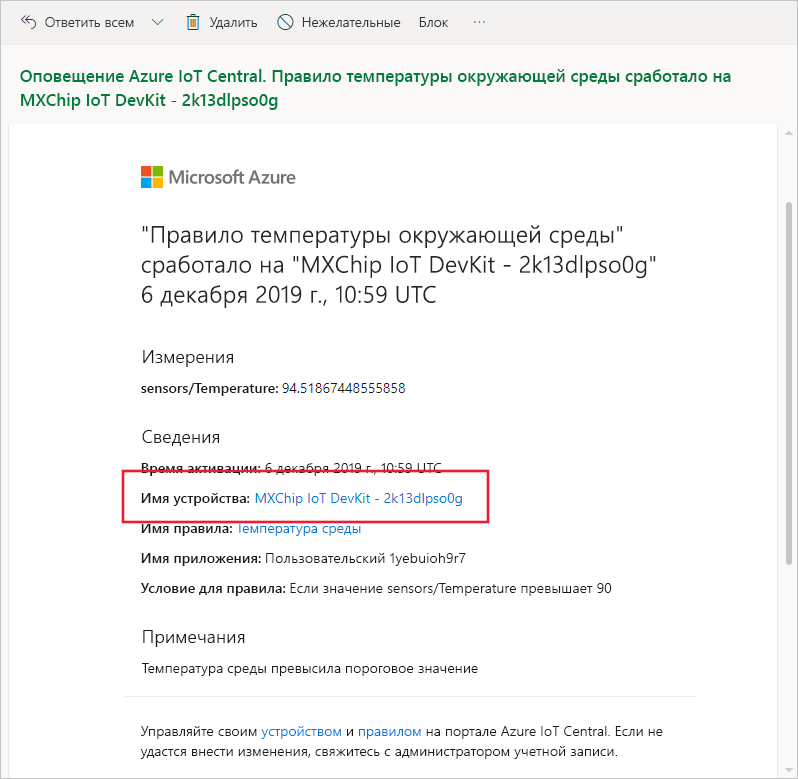 Ответить всем Удалить Нежелательные Блок ...
Оповещение Azure IoT Central. Правило температуры окружающей среды сработало на
MXChip IoT DevKit - 2k13dlpso0g
Microsoft Azure
"Правило температуры окружающей среды"
сработало на "MXChip IoT DevKit - 2k13dlpso0g"
6 декабря 2019 г., 10:59 UTC
Измерения
sensors/Temperature: 94.51867448555858
Сведения
Время активации: 6 декабря 2019 г., 10:59 UTC
Имя устройства: MXChip IoT DevKit - 2k13dlpso0g
Имя правила: Температура среды
Имя приложения: Пользовательский 1yebuioh9r7
Условие для правила: Если значение sensors/Temperature превышает 90
Примечания
Температура среды превысила пороговое значение
Управляйте своим устройством и правилом на портале Azure IoT Central. Если не
удастся внести изменения, свяжитесь с администратором учетной записи.